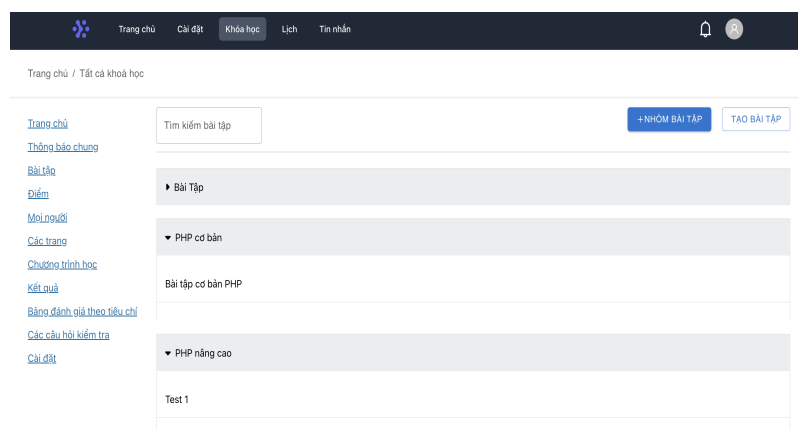 Trang chủ Cài đặt Khóa học Lịch Tin nhắn
Trang chủ / Tất cả khoá học
Trang chủ
Thông báo chung
Bài tập
Điểm
Mọi người
Các trang
Chương trình học
Kết quả
Bảng đánh giá theo tiêu chí
Các câu hỏi kiểm tra
Cài đặt
Tìm kiếm bài tập
+NHÓM BÀI TẬP TẠO BÀI TẬP
Bài Tập
PHP cơ bản
Bài tập cơ bản PHP
PHP nâng cao
Test 1